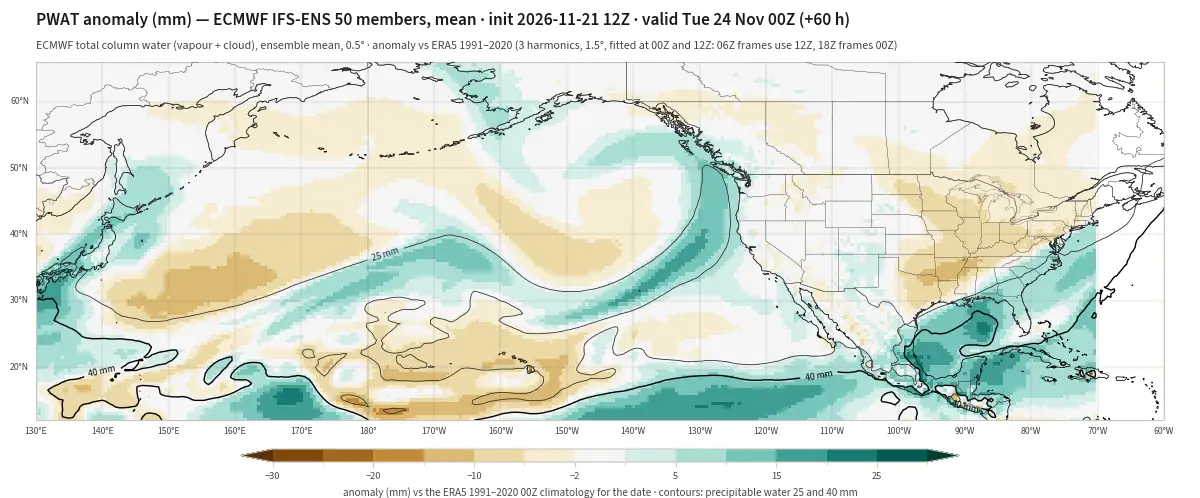 PWAT anomaly (mm) — ECMWF IFS-ENS 50 members, mean · init 2026-11-21 12Z · valid Tue 24 Nov 00Z (+60 h)
ECMWF total column water (vapour + cloud), ensemble mean, 0.5° · anomaly vs ERA5 1991–2020 (3 harmonics, 1.5°, fitted at 00Z and 12Z: 06Z frames use 12Z, 18Z frames 00Z)
60°N
50°N
40°N
30°N
20°N
25 mm
40 mm
40 mm
130°E 140°E 150°E 160°E 170°E 180° 170°W 160°W 150°W 140°W 130°W 120°W 110°W 100°W 90°W 80°W 70°W 60°W
−30 −20 −10 −2 5 15 25
anomaly (mm) vs the ERA5 1991–2020 00Z climatology for the date · contours: precipitable water 25 and 40 mm